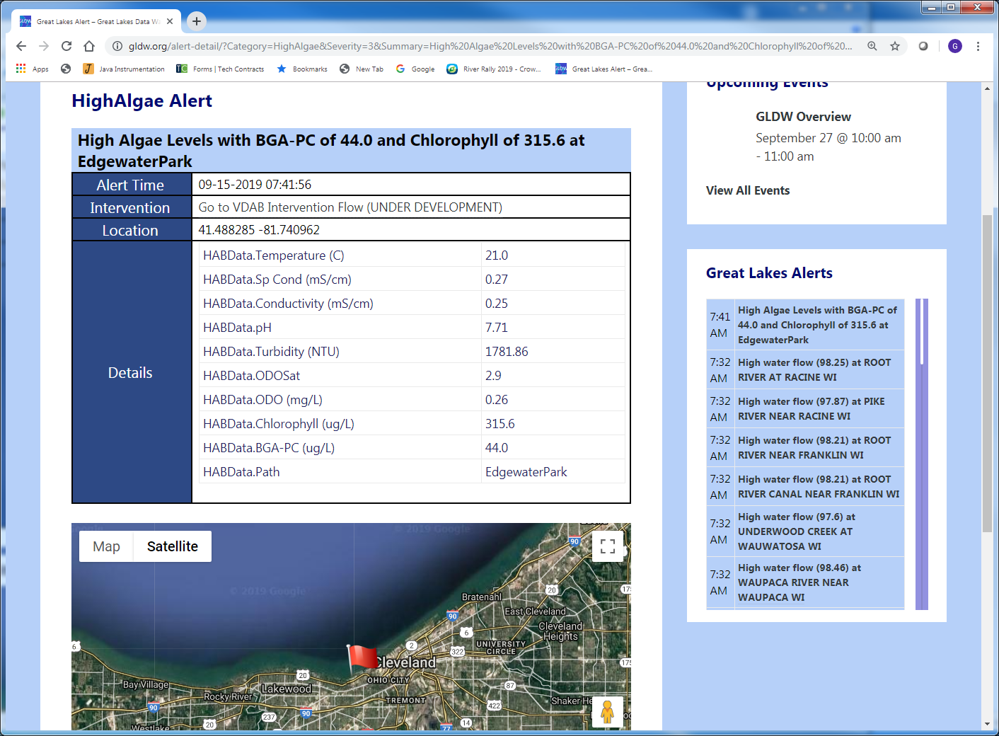 Great Lakes Alert – Great Lakes Data Wa
gldw.org/alert-detail/?Category=HighAlgae&Severity=3&Summary=High%20Algae%20Levels%20with%20BGA-PC%20of%2044.0%20and%20Chlorophyll%20of%20...
G
Apps
Java Instrumentation
TC
Forms | Tech Contracts
Bookmarks
New Tab
Google
River Rally 2019 - Crow...
Great Lakes Alert – Grea...
HighAlgae Alert
High Algae Levels with BGA-PC of 44.0 and Chlorophyll of 315.6 at
EdgewaterPark
Alert Time 09-15-2019 07:41:56
Intervention Go to VDAB Intervention Flow (UNDER DEVELOPMENT)
Location 41.488285 -81.740962
Details
HABData.Temperature (C) 21.0
HABData.Sp Cond (mS/cm) 0.27
HABData.Conductivity (mS/cm) 0.25
HABData.pH 7.71
HABData.Turbidity (NTU) 1781.86
HABData.ODOSat 2.9
HABData.ODO (mg/L) 0.26
HABData.Chlorophyll (ug/L) 315.6
HABData.BGA-PC (ug/L) 44.0
HABData.Path EdgewaterPark
Map Satellite
© 2019 Google
© 2019 Google
90
20
Bratenahl
90
East Cleveland
6
Cleveland
Heights
6
2
322
UNIVERSITY
CIRCLE
Cleveland
20
OHIO CITY
Bay Village
Lakewood
87
Rocky River
TREMONT
Shaker He
90
90
422
237
20
14
77
Westlake
Upcoming Events
GLDW Overview
September 27 @ 10:00 am
- 11:00 am
View All Events
Great Lakes Alerts
7:41 AM High Algae Levels with BGA-PC of
44.0 and Chlorophyll of 315.6 at
EdgewaterPark
7:32 AM High water flow (98.25) at ROOT
RIVER AT RACINE WI
7:32 AM High water flow (97.87) at PIKE
RIVER NEAR RACINE WI
7:32 AM High water flow (98.21) at ROOT
RIVER NEAR FRANKLIN WI
7:32 AM High water flow (98.21) at ROOT
RIVER CANAL NEAR FRANKLIN WI
7:32 AM High water flow (97.6) at
UNDERWOOD CREEK AT
WAUWATOSA WI
7:32 AM High water flow (98.46) at
WAUPACA RIVER NEAR
WAUPACA WI